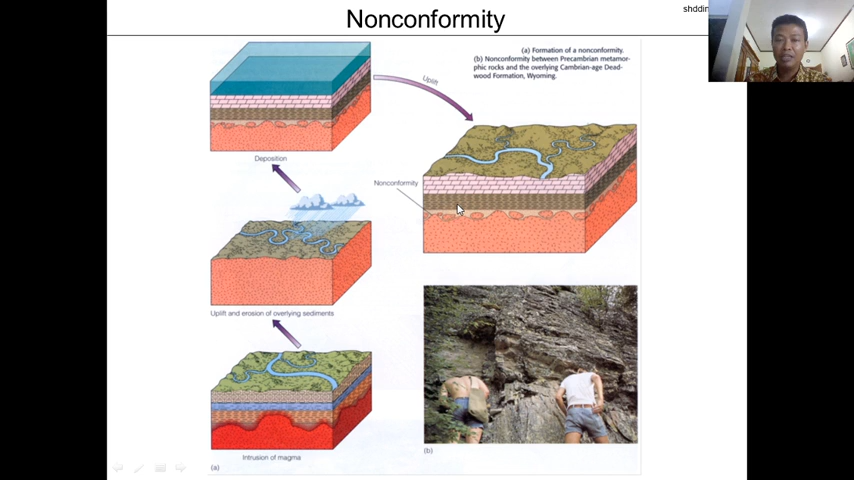 Nonconformity
shddin
(a) Formation of a nonconformity.
(b) Nonconformity between Precambrian metamor-
phic rocks and the overlying Cambrian-age Dead-
wood Formation, Wyoming.
Uplift
Deposition
Nonconformity
Uplift and erosion of overlying sediments
Intrusion of magma
(a)
(b)